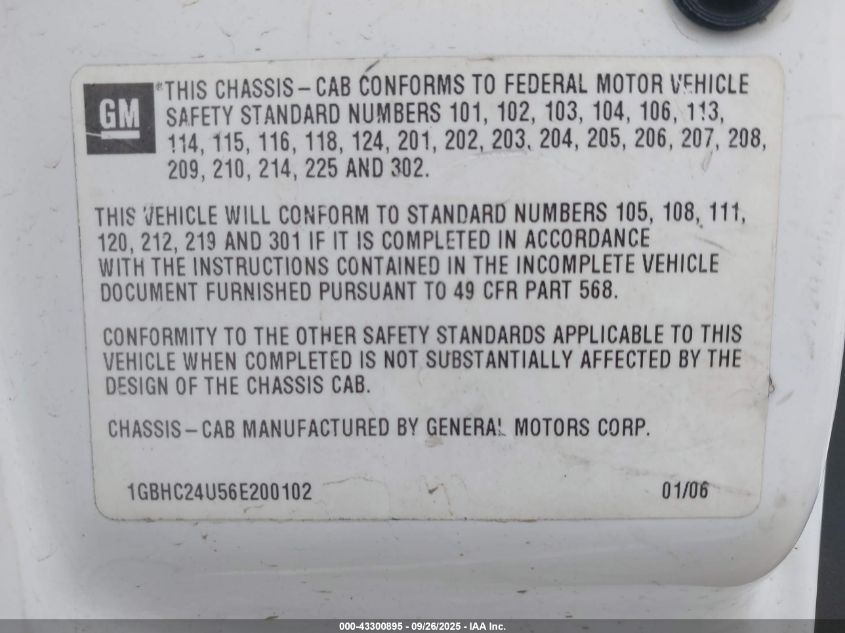 GM
*THIS CHASSIS – CAB CONFORMS TO FEDERAL MOTOR VEHICLE
SAFETY STANDARD NUMBERS 101, 102, 103, 104, 106, 113,
114, 115, 116, 118, 124, 201, 202, 203, 204, 205, 206, 207, 208,
209, 210, 214, 225 AND 302.
THIS VEHICLE WILL CONFORM TO STANDARD NUMBERS 105, 108, 111,
120, 212, 219 AND 301 IF IT IS COMPLETED IN ACCORDANCE
WITH THE INSTRUCTIONS CONTAINED IN THE INCOMPLETE VEHICLE
DOCUMENT FURNISHED PURSUANT TO 49 CFR PART 568.
CONFORMITY TO THE OTHER SAFETY STANDARDS APPLICABLE TO THIS
VEHICLE WHEN COMPLETED IS NOT SUBSTANTIALLY AFFECTED BY THE
DESIGN OF THE CHASSIS CAB.
CHASSIS – CAB MANUFACTURED BY GENERAL MOTORS CORP.
1GBHC24U56E200102 01/06
000-43300895 - 09/26/2025 - IAA Inc.